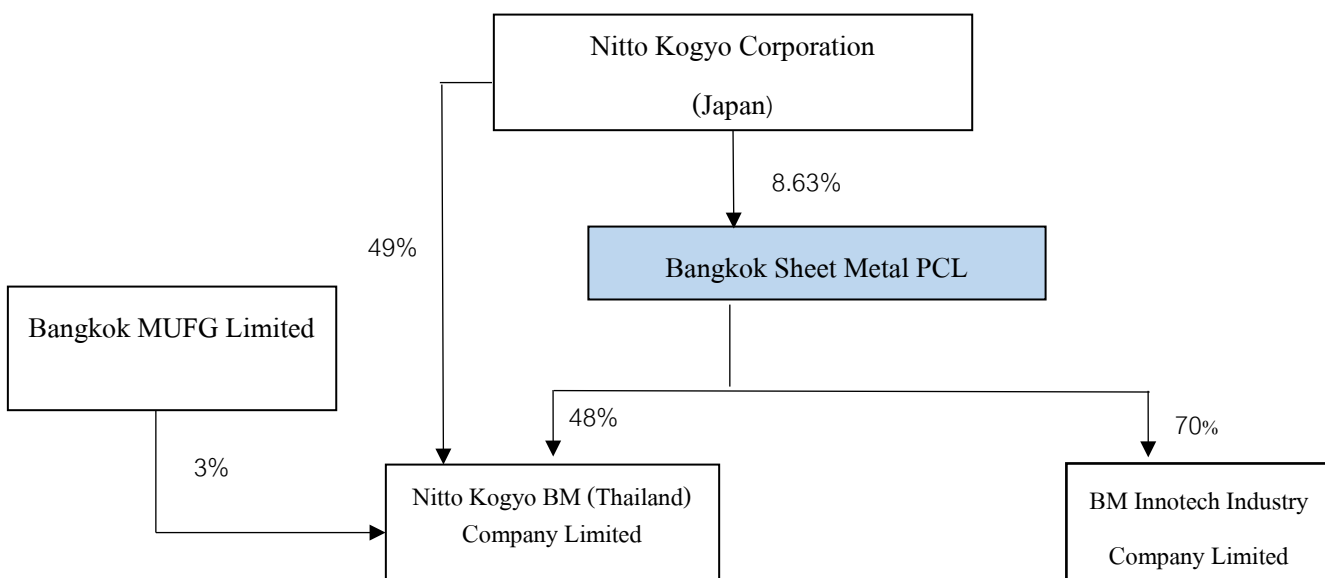 Nitto Kogyo Corporation
(Japan)
8.63%
49%
Bangkok Sheet Metal PCL
Bangkok MUFG Limited
48%
70%
3%
Nitto Kogyo BM (Thailand)
Company Limited
BM Innotech Industry
Company Limited